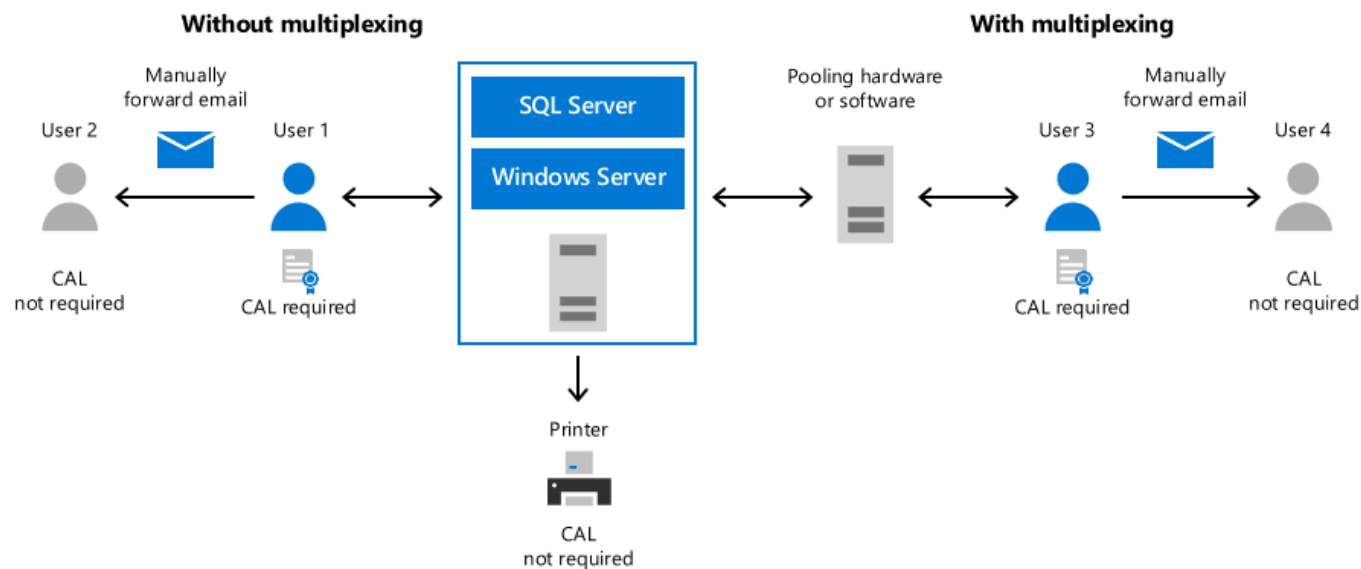 Without multiplexing
With multiplexing
Manually
forward email
User 2
User 1
SQL Server
Windows Server
Pooling hardware
or software
User 3
Manually
forward email
User 4
CAL
not required
CAL required
CAL required
CAL
not required
Printer
CAL
not required